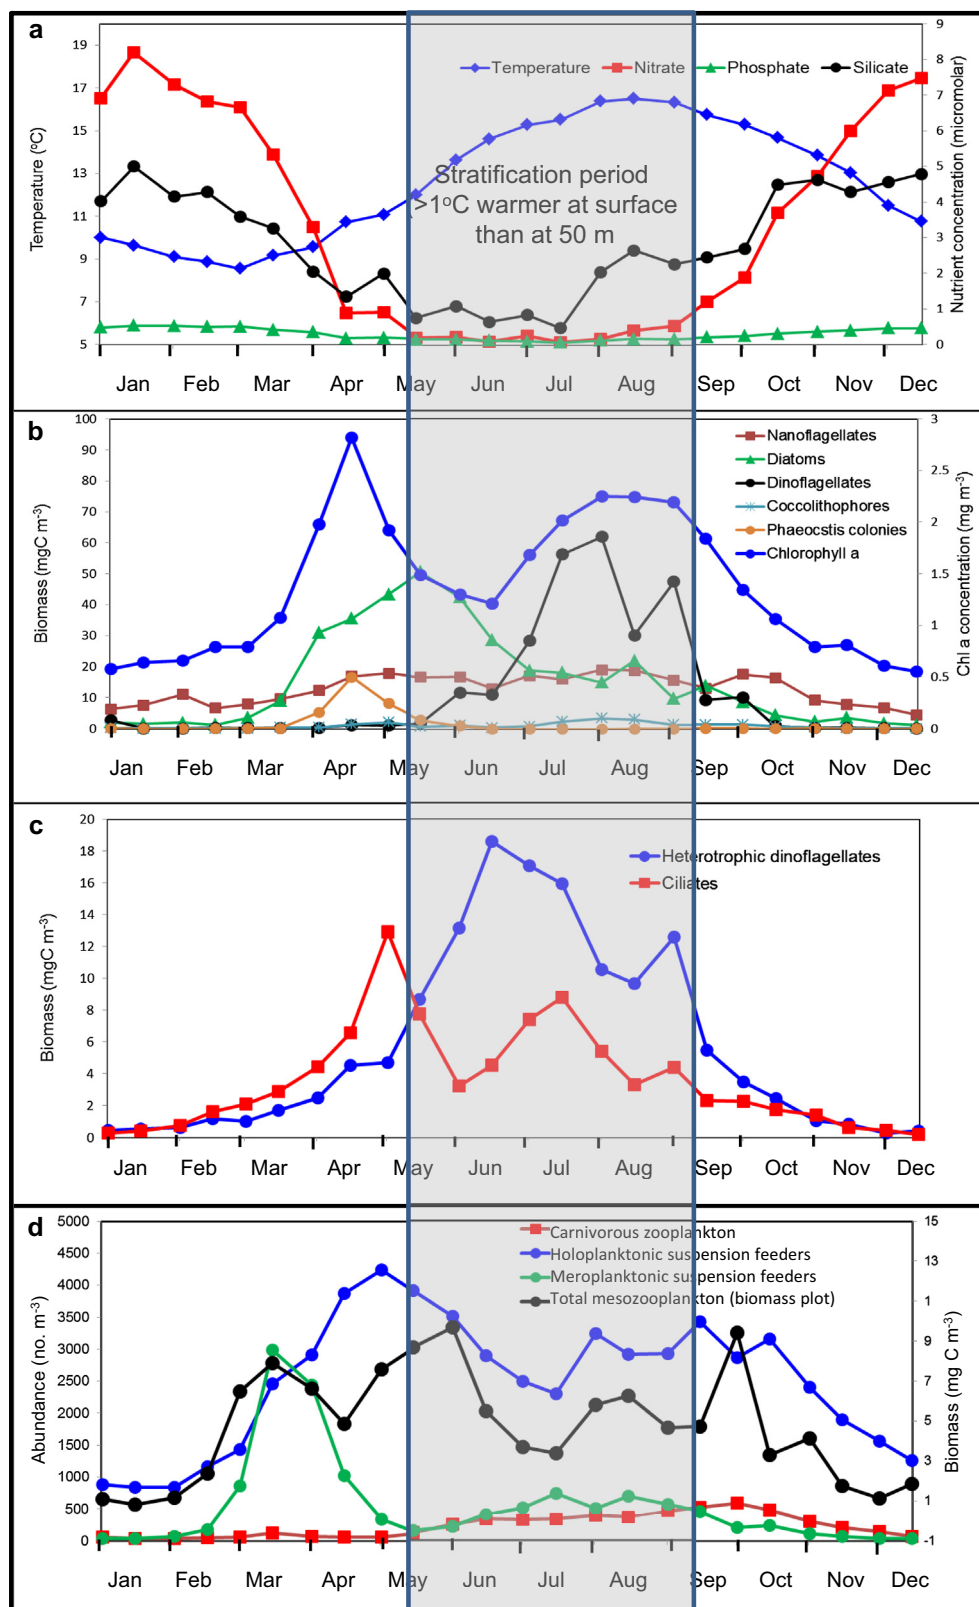 a
Temperature
Nitrate
Phosphate
Silicate
19
17
15
13
11
9
7
5
Temperature (ºC)
9
8
7
6
5
4
3
2
1
0
Nutrient concentration (micromolar)
Stratification period
>1ºC warmer at surface
than at 50 m
Jan Feb Mar Apr May Jun Jul Aug Sep Oct Nov Dec
b
Nanoflagellates
Diatoms
Dinoflagellates
Coccolithophores
Phaeocstis colonies
Chlorophyll a
100
90
80
70
60
50
40
30
20
10
0
Biomass (mgC m-3)
3
2.5
2
1.5
1
0.5
0
Chl a concentration (mg m-3)
Jan Feb Mar Apr May Jun Jul Aug Sep Oct Nov Dec
c
Heterotrophic dinoflagellates
Ciliates
20
18
16
14
12
10
8
6
4
2
0
Biomass (mgC m-3)
Jan Feb Mar Apr May Jun Jul Aug Sep Oct Nov Dec
d
Carnivorous zooplankton
Holoplanktonic suspension feeders
Meroplanktonic suspension feeders
Total mesozooplankton (biomass plot)
5000
4500
4000
3500
3000
2500
2000
1500
1000
500
0
Abundance (no. m-3)
15
13
11
9
7
5
3
1
-1
Biomass (mg C m-3)
Jan Feb Mar Apr May Jun Jul Aug Sep Oct Nov Dec